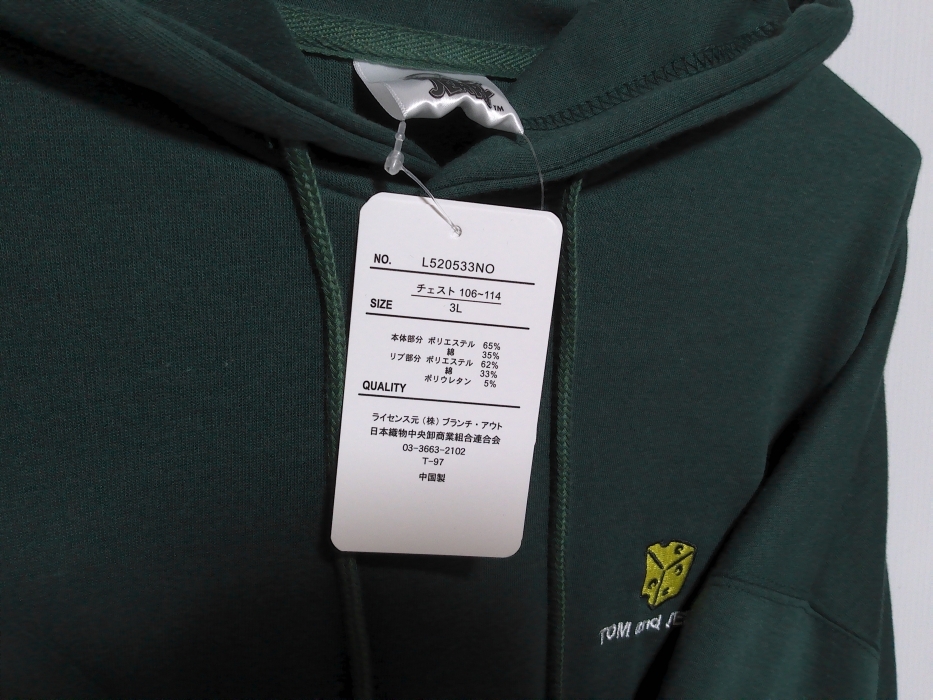 TM
NO. L520533NO
チェスト 106~114
SIZE 3L
本体部分 ポリエステル 65%
綿 35%
リブ部分 ポリエステル 62%
綿 33%
ポリウレタン 5%
QUALITY
ライセンス元 (株) ブランチ・アウト
日本織物中央卸商業組合連合会
03-3663-2102
T-97
中国製
TOM and